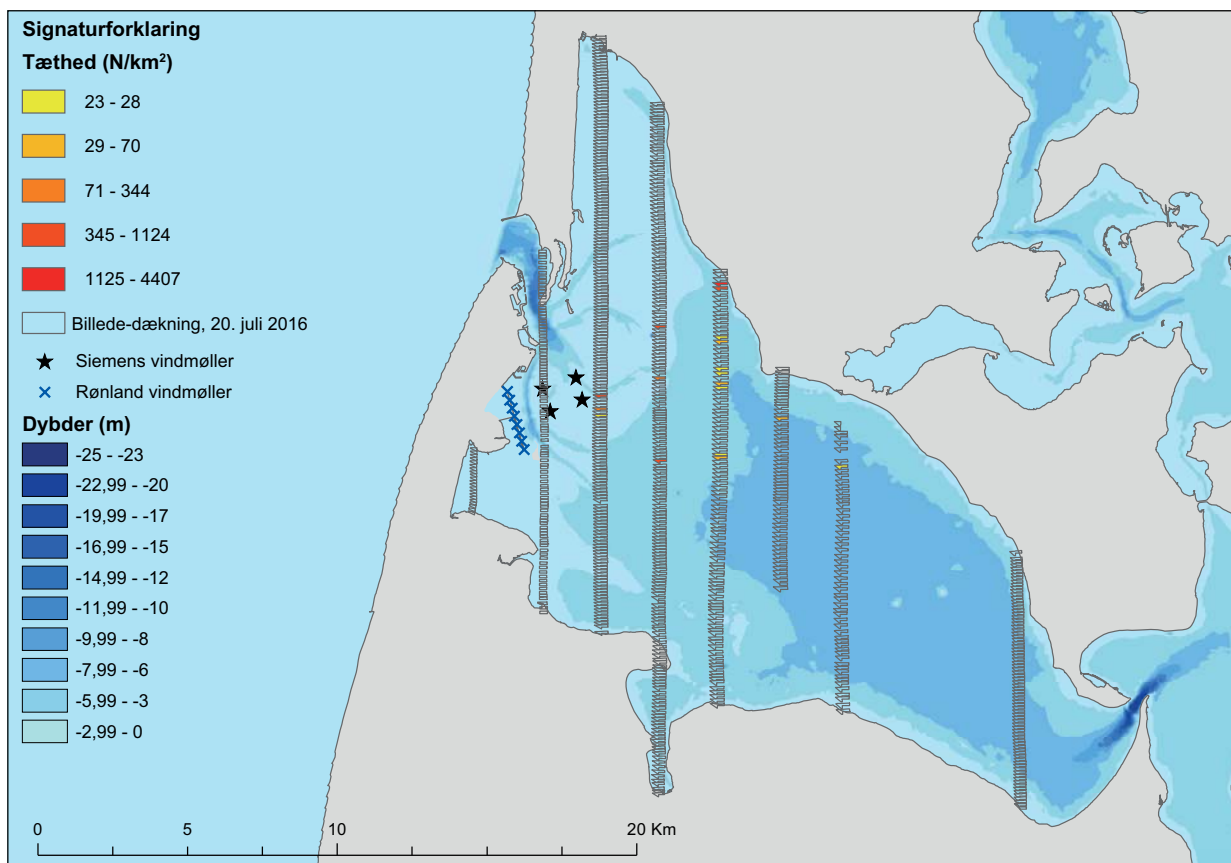 Signaturforklaring
Tæthed (N/km²)
23 - 28
29 - 70
71 - 344
345 - 1124
1125 - 4407
Billede-dækning, 20. juli 2016
Siemens vindmøller
Rønland vindmøller
Dybder (m)
-25 - -23
-22,99 - -20
-19,99 - -17
-16,99 - -15
-14,99 - -12
-11,99 - -10
-9,99 - -8
-7,99 - -6
-5,99 - -3
-2,99 - 0
0 5 10 20 Km